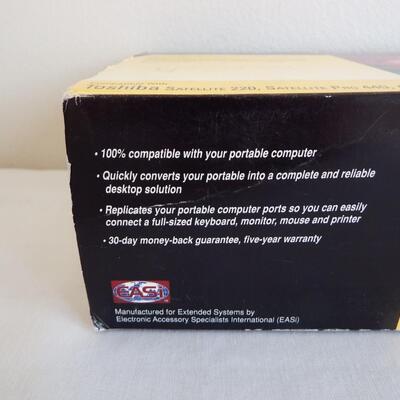 Compatible With
Toshiba Satellite 220, Satellite Pro 440,
• 100% compatible with your portable computer
• Quickly converts your portable into a complete and reliable
desktop solution
• Replicates your portable computer ports so you can easily
connect a full-sized keyboard, monitor, mouse and printer
• 30-day money-back guarantee, five-year warranty
EASi
Manufactured for Extended Systems by
Electronic Accessory Specialists International (EASi)